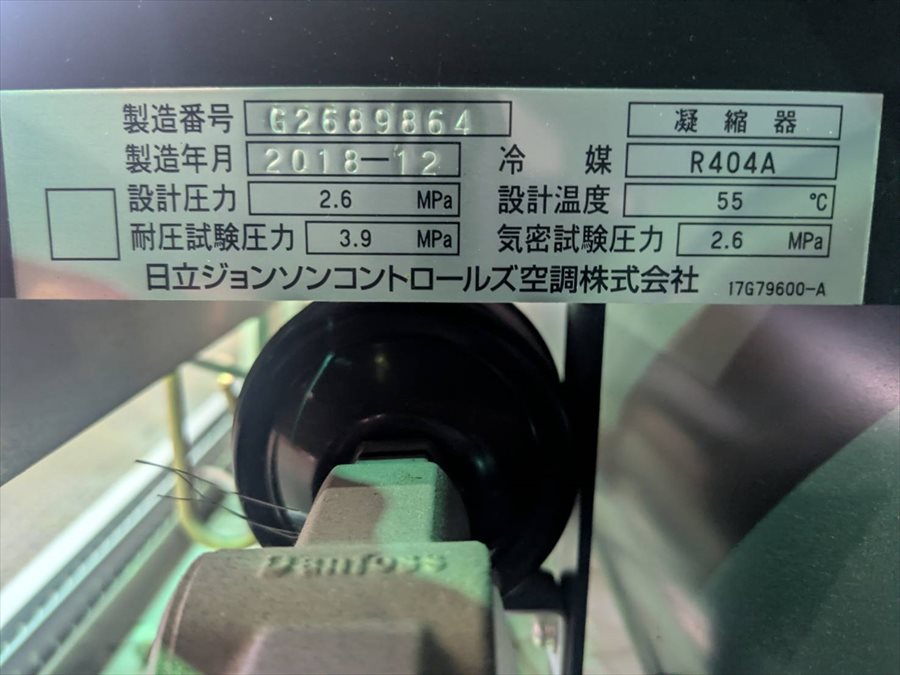 製造番号 G2689864 凝縮器
製造年月 2018-12 冷媒 R404A
設計圧力 2.6 MPa 設計温度 55 ℃
耐圧試験圧力 3.9 MPa 気密試験圧力 2.6 MPa
日立ジョンソンコントロールズ空調株式会社 17G79600-A
Danfoss